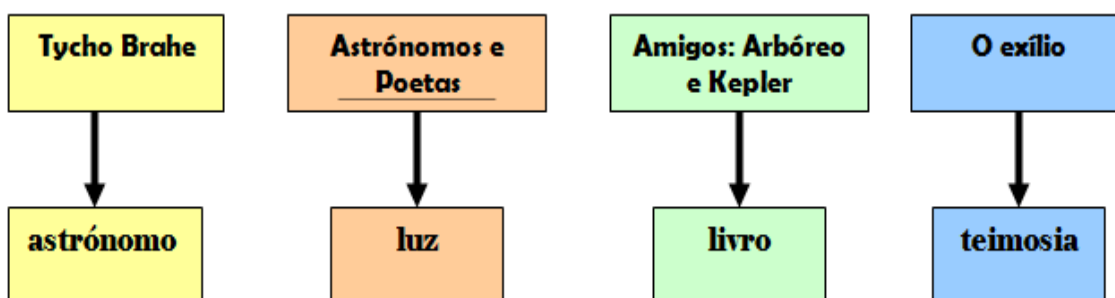 Tycho Brahe
Astrónomos e
Poetas
Amigos: Arbóreo
e Kepler
O exílio
astrónomo
luz
livro
teimosia